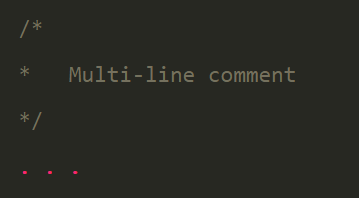 /*
*   Multi-line comment
*/
. . .